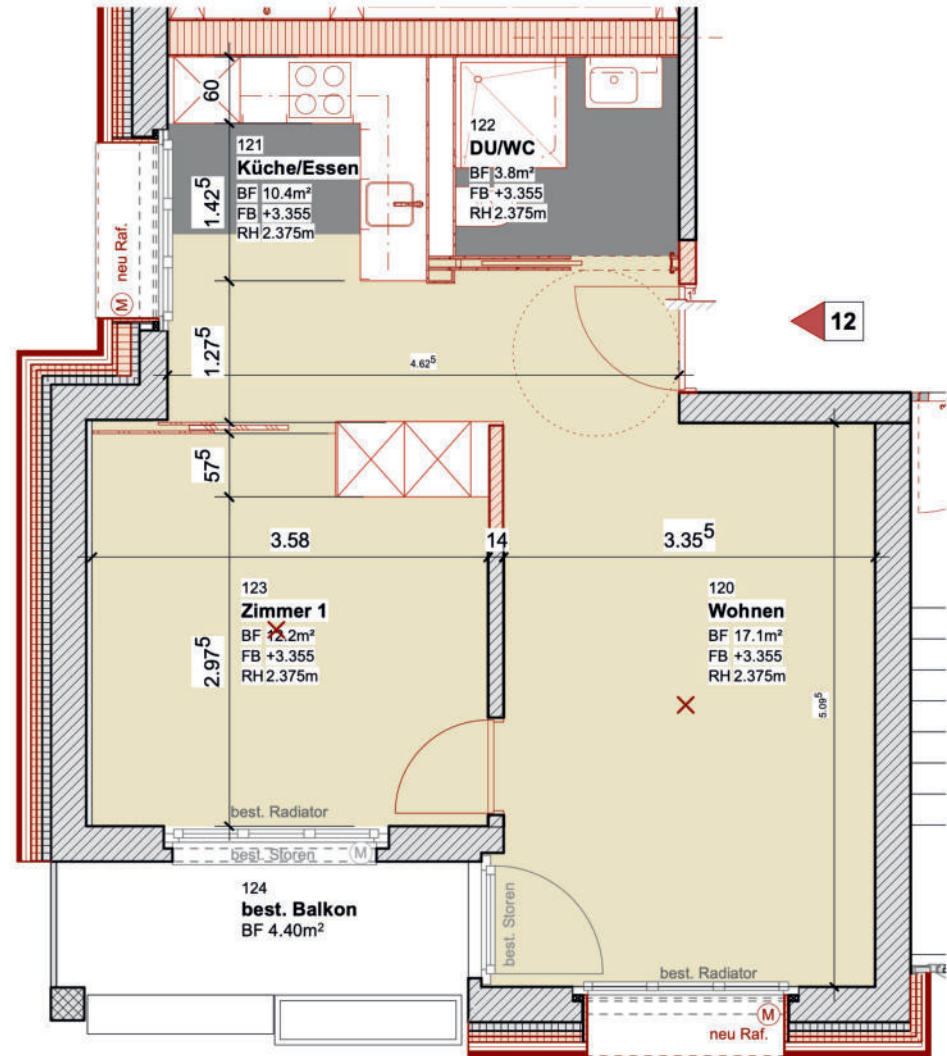 60
121
Küche/Essen
BF 10.4m²
FB +3.355
RH 2.375m
122
DU/WC
BF 3.8m²
FB +3.355
RH 2.375m
1.42⁵
neu Raf.
M
12
1.27⁵
4.62⁵
57⁵
3.58
14
3.35⁵
123
Zimmer 1
BF 12.2m²
FB +3.355
RH 2.375m
120
Wohnen
BF 17.1m²
FB +3.355
RH 2.375m
2.97⁵
5.09⁵
best. Radiator
best. Storen
M
124
best. Balkon
BF 4.40m²
best. Storen
best. Radiator
M
neu Raf.